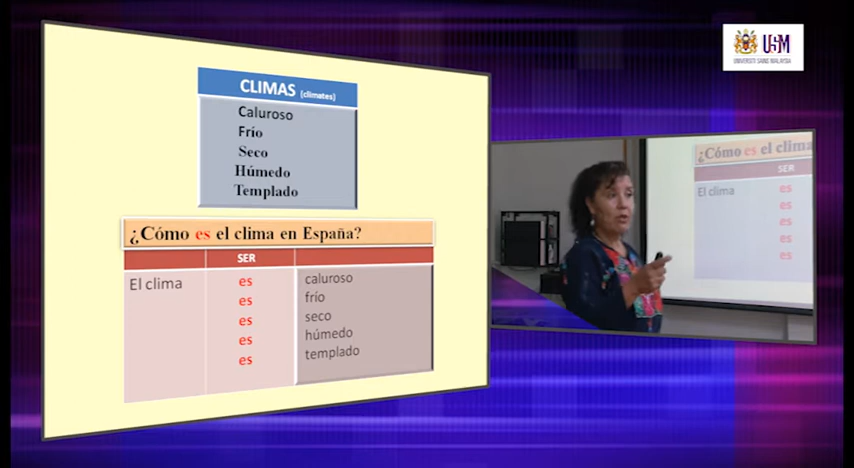 CLIMAS (climates)
Caluroso
Frío
Seco
Húmedo
Templado
¿Cómo es el clima en España?
SER
El clima es caluroso
es frío
es seco
es húmedo
es templado
USM
UNIVERSITI SAINS MALAYSIA
¿Cómo es el clima
SER
El clima es
es
es
es
es